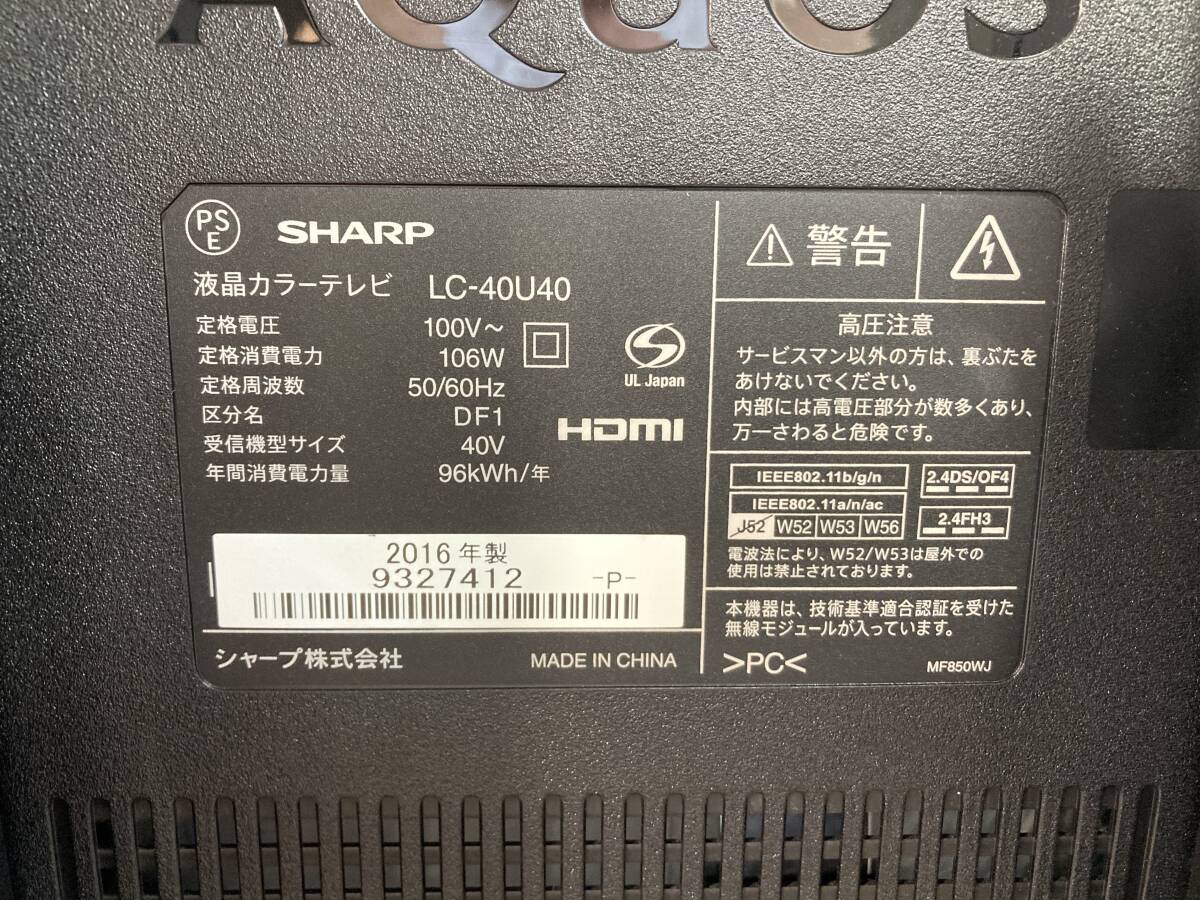 AQUOS
PSE
SHARP
液晶カラーテレビ LC-40U40
定格電圧 100V～
定格消費電力 106W
定格周波数 50/60Hz
区分名 DF1
受信機型サイズ 40V
年間消費電力量 96kWh/年
UL Japan
HDMI
2016年製
9327412 -P-
シャープ株式会社 MADE IN CHINA
警告
高圧注意
サービスマン以外の方は、裏ぶたを
あけないでください。
内部には高電圧部分が数多くあり、
万一さわると危険です。
IEEE802.11b/g/n
IEEE802.11a/n/ac
J52 W52 W53 W56
2.4DS/OF4
2.4FH3
電波法により、W52/W53は屋外での
使用は禁止されております。
本機器は、技術基準適合認証を受けた
無線モジュールが入っています。
>PC< MF850WJ